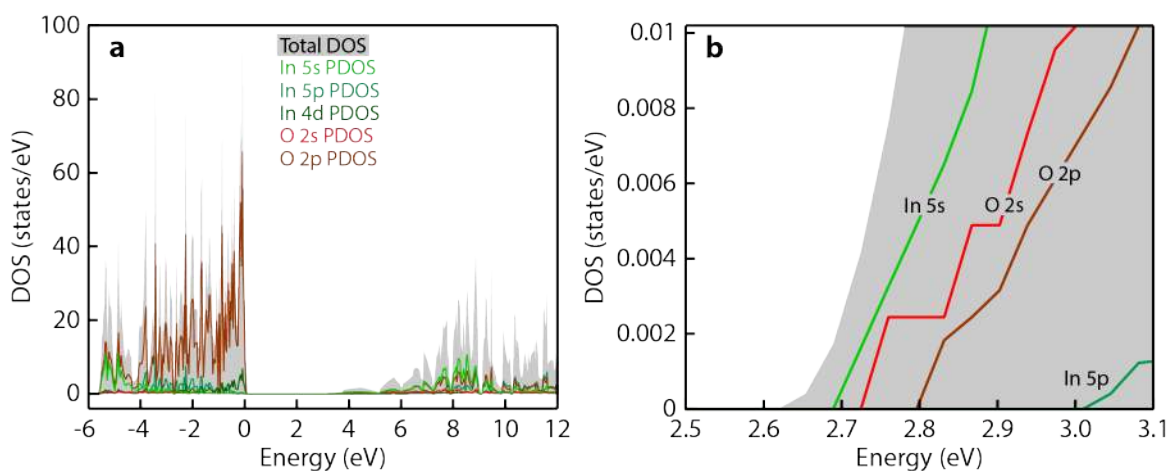 a
Total DOS
In 5s PDOS
In 5p PDOS
In 4d PDOS
O 2s PDOS
O 2p PDOS
DOS (states/eV)
100
80
60
40
20
0
-6 -4 -2 0 2 4 6 8 10 12
Energy (eV)
b
DOS (states/eV)
0.01
0.008
0.006
0.004
0.002
0
In 5s
O 2s
O 2p
In 5p
2.5 2.6 2.7 2.8 2.9 3.0 3.1
Energy (eV)